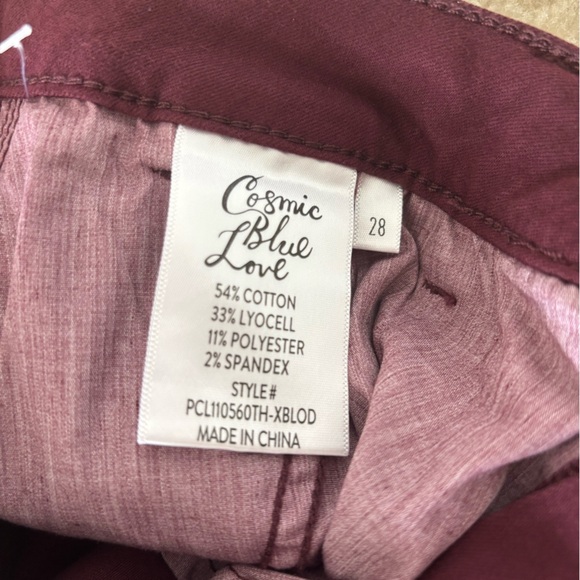 Cosmic
Blue
Love
54% COTTON
33% LYOCELL
11% POLYESTER
2% SPANDEX
STYLE#
PCL110560TH-XBLOD
MADE IN CHINA
28